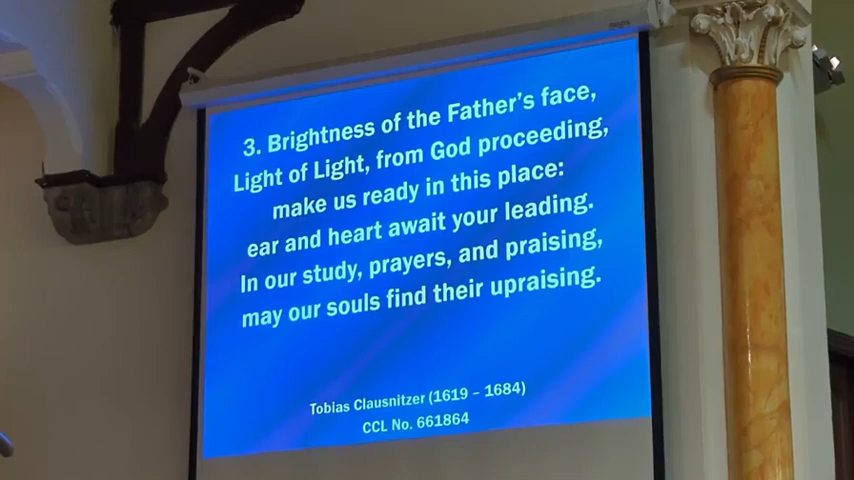 3. Brightness of the Father's face,
Light of Light, from God proceeding,
make us ready in this place:
ear and heart await your leading.
In our study, prayers, and praising,
may our souls find their upraising.
Tobias Clausnitzer (1619 – 1684)
CCL No. 661864